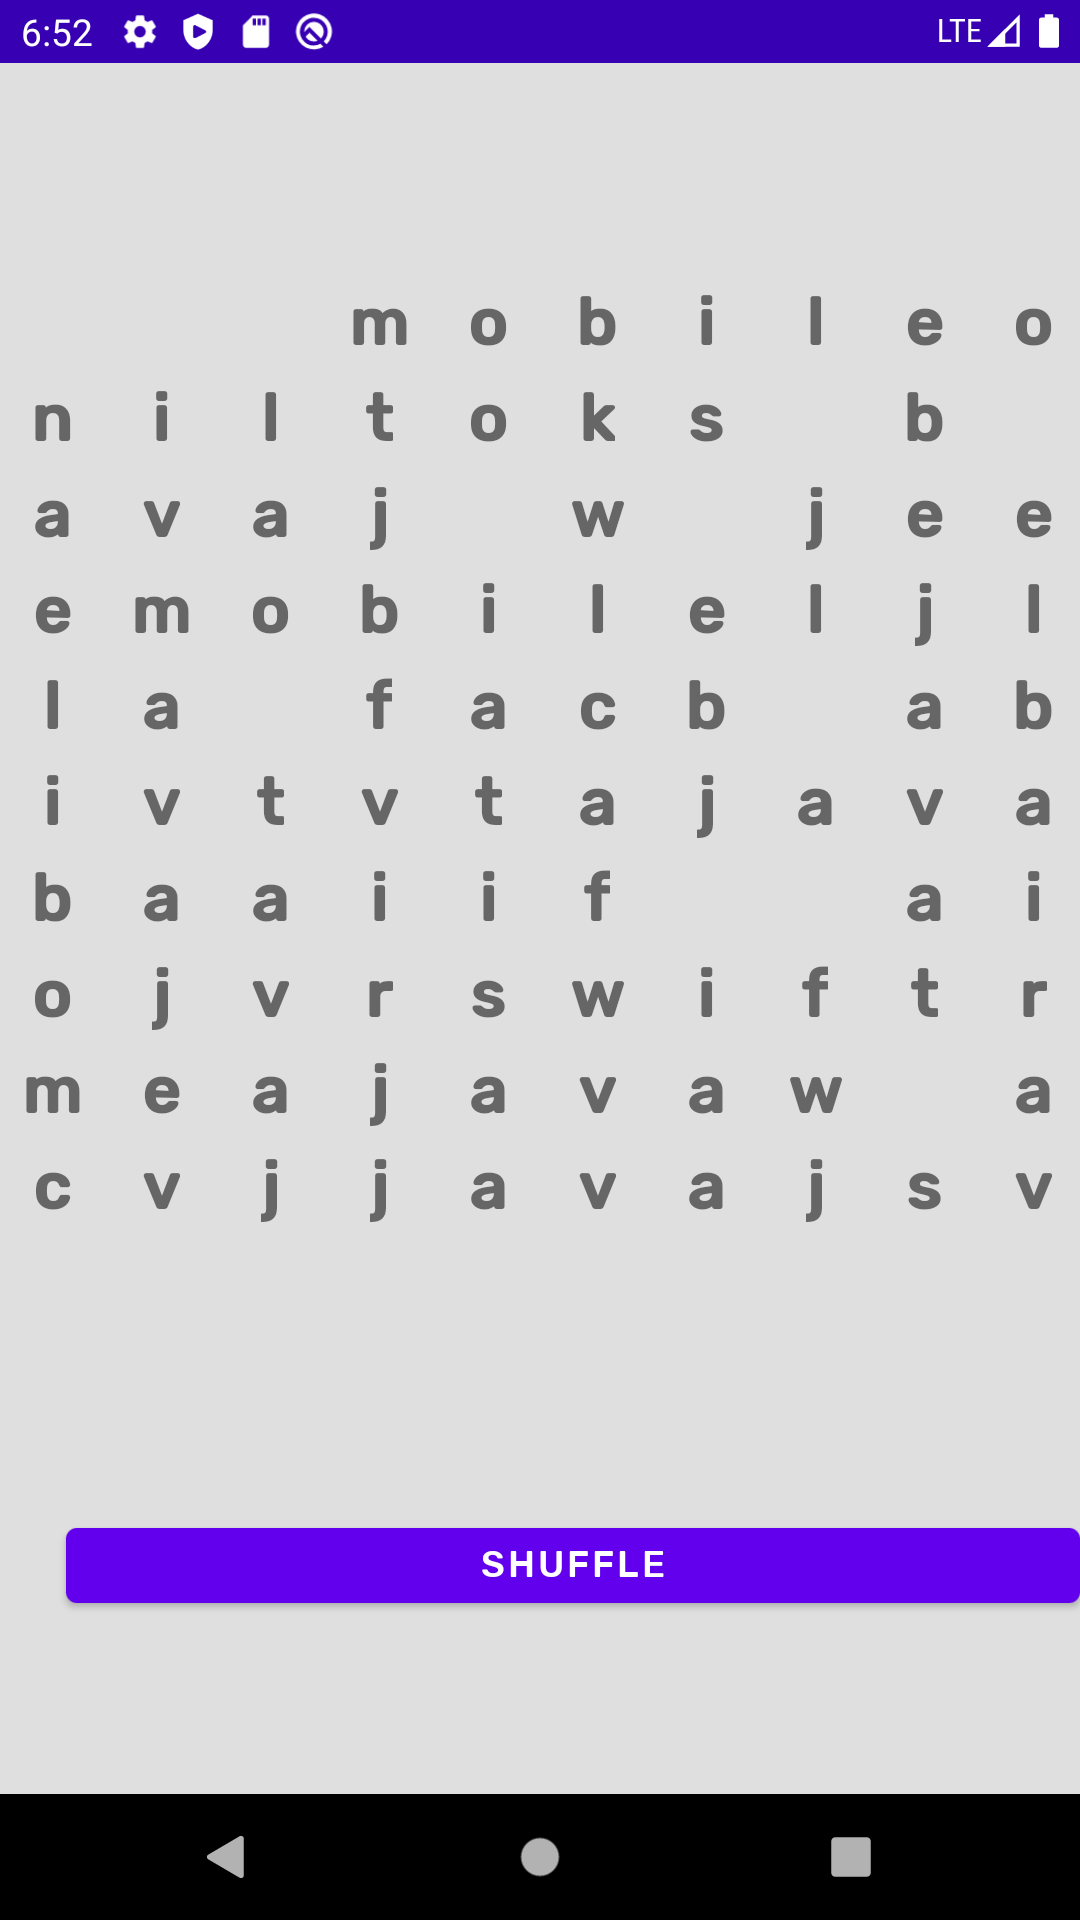 6:52 LTE
m o b i l e o
n i l t o k s b
a v a j w j e e
e m o b i l e l j l
l a f a c b a b
i v t v t a j a v a
b a a i i f a i
o j v r s w i f t r
m e a j a v a w a
c v j j a v a j s v
SHUFFLE